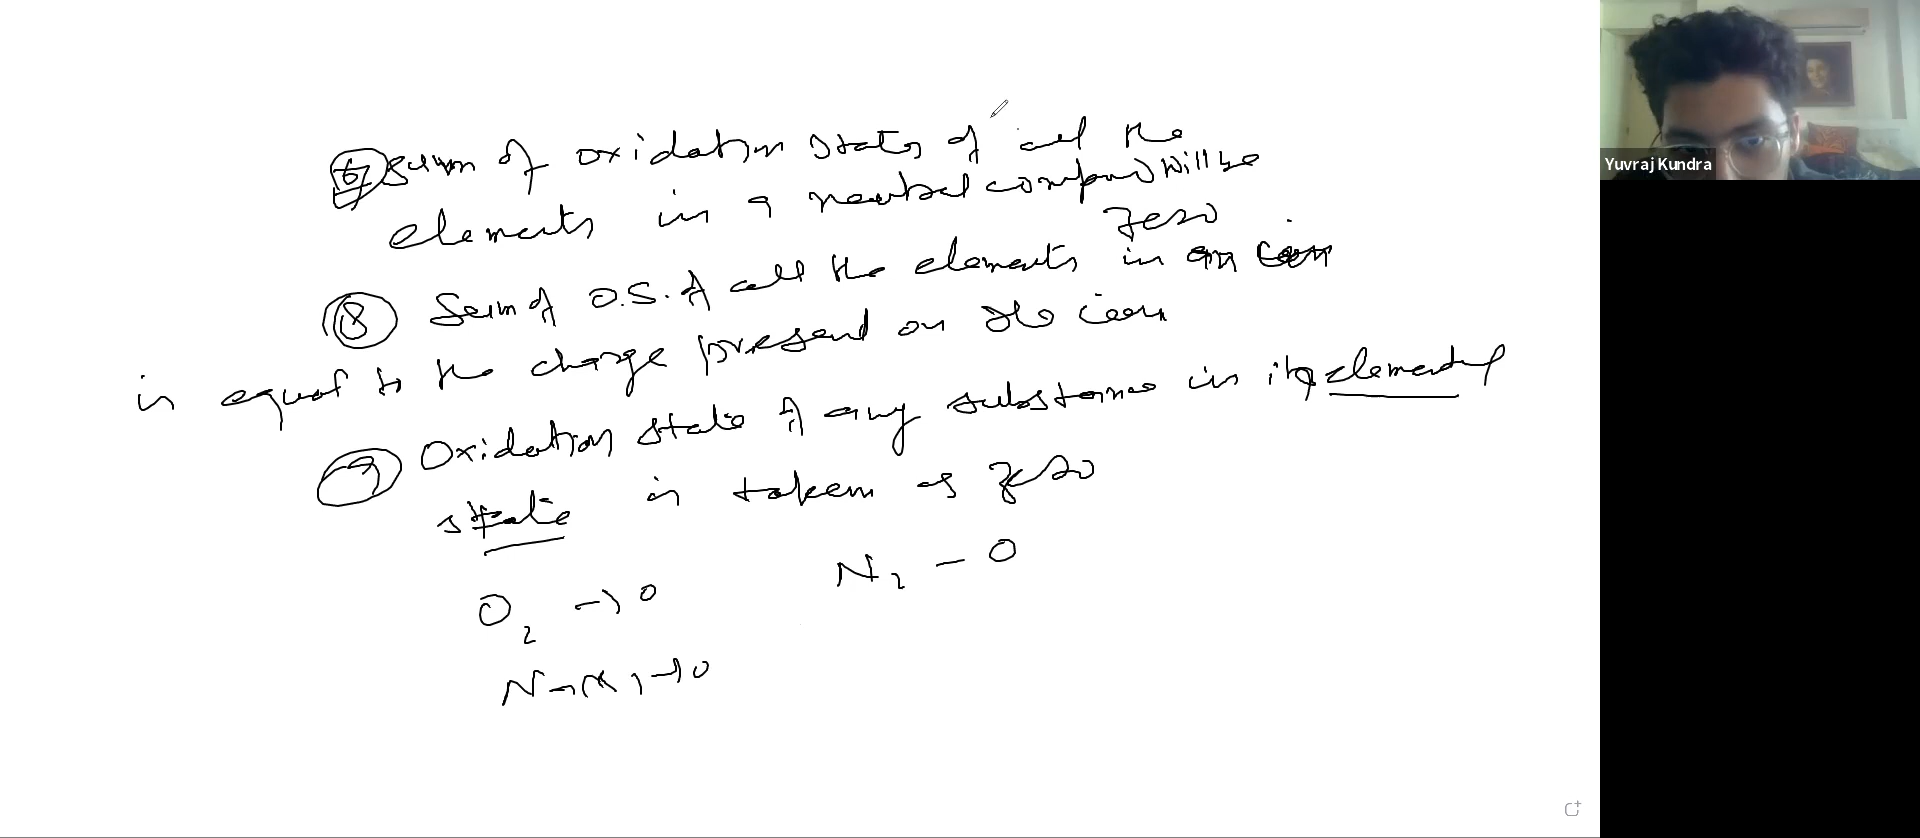 ⑦ sum of oxidation states of all the
elements in a neutral compound will be
zero
⑧ Sum of O.S. of all the elements in an ion
is equal to the charge present on the ion
⑨ Oxidation state of any substance in its elemental
state is taken as zero
O2 → 0
N2 - 0
Na(s) → 0
Yuvraj Kundra